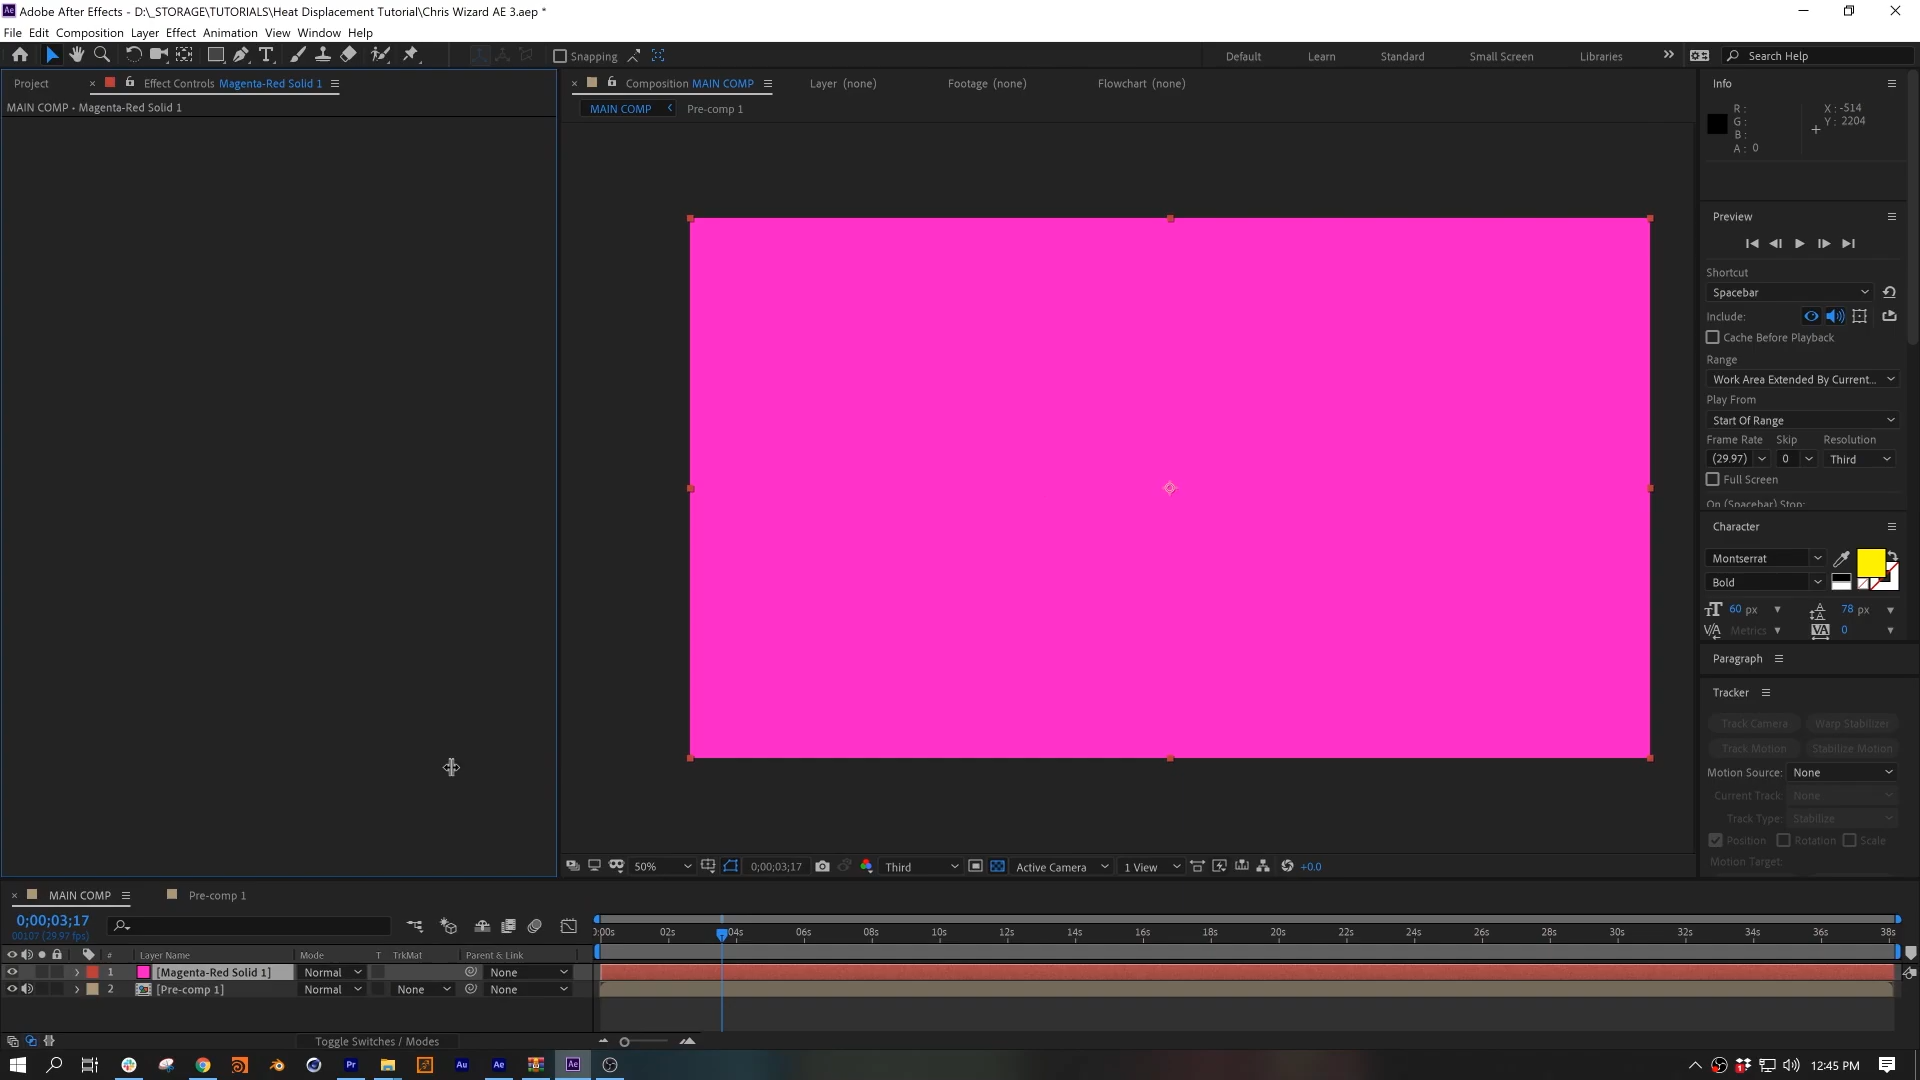 Adobe After Effects - D:\_STORAGE\TUTORIALS\Heat Displacement Tutorial\Chris Wizard AE 3.aep *
File Edit Composition Layer Effect Animation View Window Help
Snapping Default Learn Standard Small Screen Libraries Search Help
Project Effect Controls Magenta-Red Solid 1 Composition MAIN COMP Layer (none) Footage (none) Flowchart (none) Info
MAIN COMP • Magenta-Red Solid 1 MAIN COMP Pre-comp 1
R : X : -514
G : Y : 2204
B :
A : 0
Preview
Shortcut
Spacebar
Include:
Cache Before Playback
Range
Work Area Extended By Current...
Play From
Start Of Range
Frame Rate Skip Resolution
(29.97) 0 Third
Full Screen
On (Spacebar) Stop:
Character
Montserrat
Bold
60 px 78 px
Metrics 0
Paragraph
Tracker
Track Camera Warp Stabilizer
Track Motion Stabilize Motion
Motion Source: None
Current Track: None
Track Type: Stabilize
Position Rotation Scale
Motion Target:
50% 0;00;03;17 Third Active Camera 1 View +0.0
MAIN COMP Pre-comp 1
0;00;03;17
00107 (29.97 fps)
0:00s 02s 04s 06s 08s 10s 12s 14s 16s 18s 20s 22s 24s 26s 28s 30s 32s 34s 36s 38s
# Layer Name Mode T TrkMat Parent & Link
1 [Magenta-Red Solid 1] Normal None
2 [Pre-comp 1] Normal None None
Toggle Switches / Modes
12:45 PM